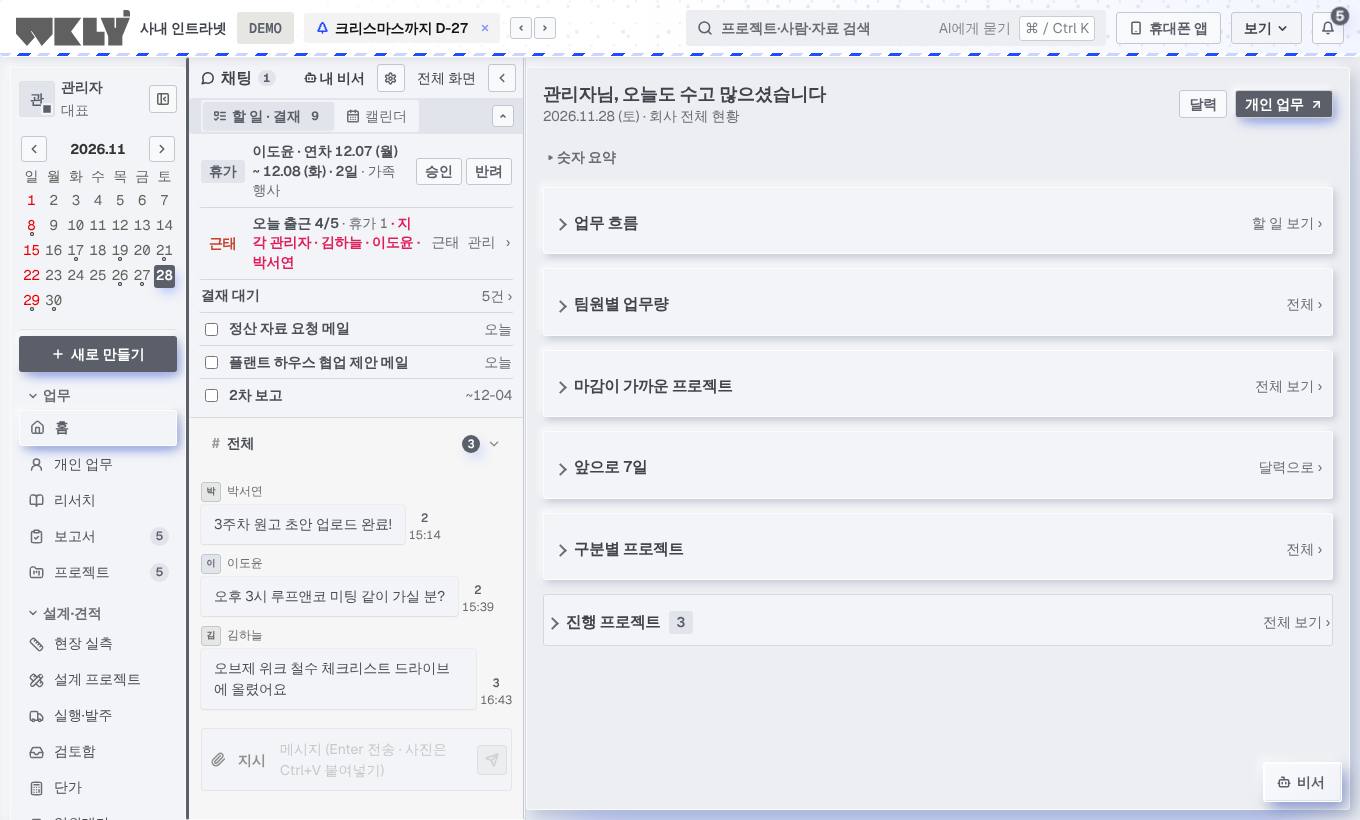 WKLY 사내 인트라넷 DEMO 크리스마스까지 D-27 × ‹ › 프로젝트·사람·자료 검색 AI에게 묻기 ⌘ / Ctrl K 휴대폰 앱 보기 5
관 관리자
대표
2026.11
일 월 화 수 목 금 토
1 2 3 4 5 6 7
8 9 10 11 12 13 14
15 16 17 18 19 20 21
22 23 24 25 26 27 28
29 30
+ 새로 만들기
업무
홈
개인 업무
리서치
보고서 5
프로젝트 5
설계·견적
현장 실측
설계 프로젝트
실행·발주
검토함
단가
채팅 1 내 비서 전체 화면
할 일 · 결재 9 캘린더
휴가 이도윤 · 연차 12.07 (월)
~ 12.08 (화) · 2일 · 가족
행사
승인 반려
근태 오늘 출근 4/5 · 휴가 1 · 지
각 관리자 · 김하늘 · 이도윤 ·
박서연
근태 관리 ›
결재 대기 5건 ›
정산 자료 요청 메일 오늘
플랜트 하우스 협업 제안 메일 오늘
2차 보고 ~12-04
# 전체 3
박 박서연
3주차 원고 초안 업로드 완료! 2
15:14
이 이도윤
오후 3시 루프앤코 미팅 같이 가실 분? 2
15:39
김 김하늘
오브제 위크 철수 체크리스트 드라이브
에 올렸어요 3
16:43
지시 메시지 (Enter 전송 · 사진은
Ctrl+V 붙여넣기)
관리자님, 오늘도 수고 많으셨습니다
2026.11.28 (토) · 회사 전체 현황
달력 개인 업무
숫자 요약
업무 흐름 할 일 보기 ›
팀원별 업무량 전체 ›
마감이 가까운 프로젝트 전체 보기 ›
앞으로 7일 달력으로 ›
구분별 프로젝트 전체 ›
진행 프로젝트 3 전체 보기 ›
비서